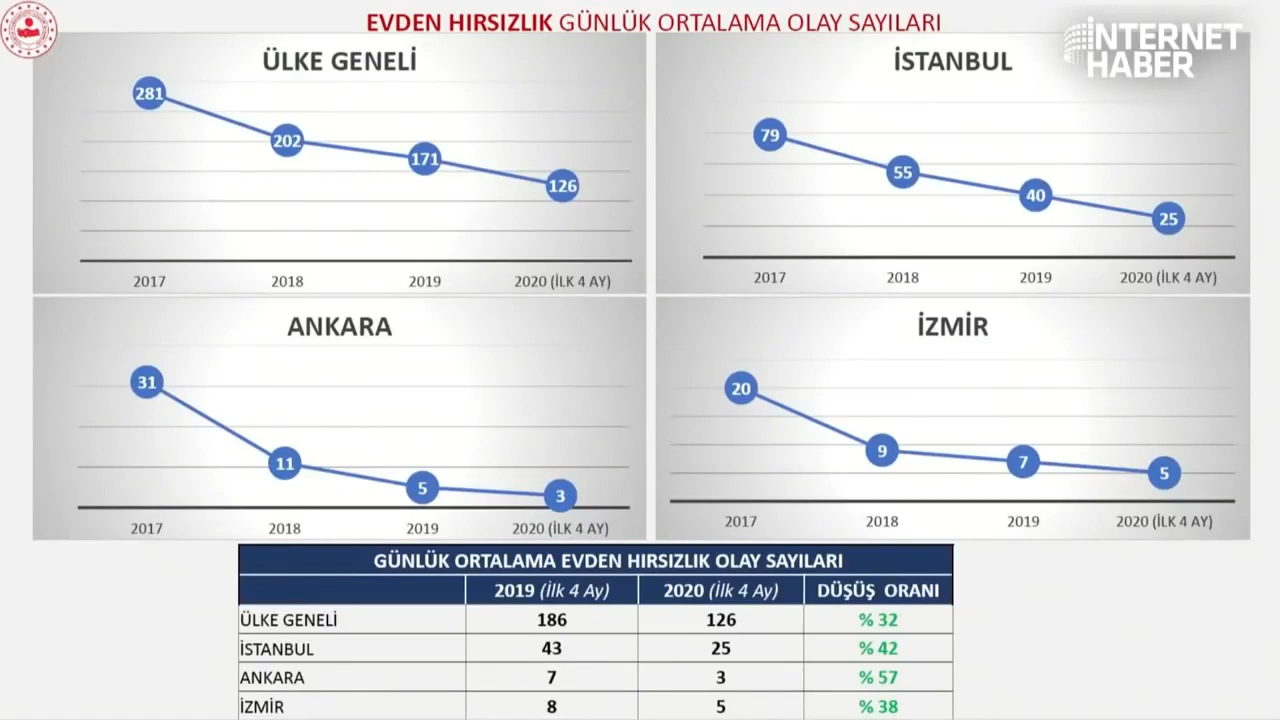 EVDEN HIRSIZLIK GÜNLÜK ORTALAMA OLAY SAYILARI
İNTERNET
HABER
ÜLKE GENELİ
281
202
171
126
2017 2018 2019 2020 (İLK 4 AY)
İSTANBUL
79
55
40
25
2017 2018 2019 2020 (İLK 4 AY)
ANKARA
31
11
5
3
2017 2018 2019 2020 (İLK 4 AY)
İZMİR
20
9
7
5
2017 2018 2019 2020 (İLK 4 AY)
GÜNLÜK ORTALAMA EVDEN HIRSIZLIK OLAY SAYILARI
2019 (İlk 4 Ay) 2020 (İlk 4 Ay) DÜŞÜŞ ORANI
ÜLKE GENELİ 186 126 % 32
İSTANBUL 43 25 % 42
ANKARA 7 3 % 57
İZMİR 8 5 % 38